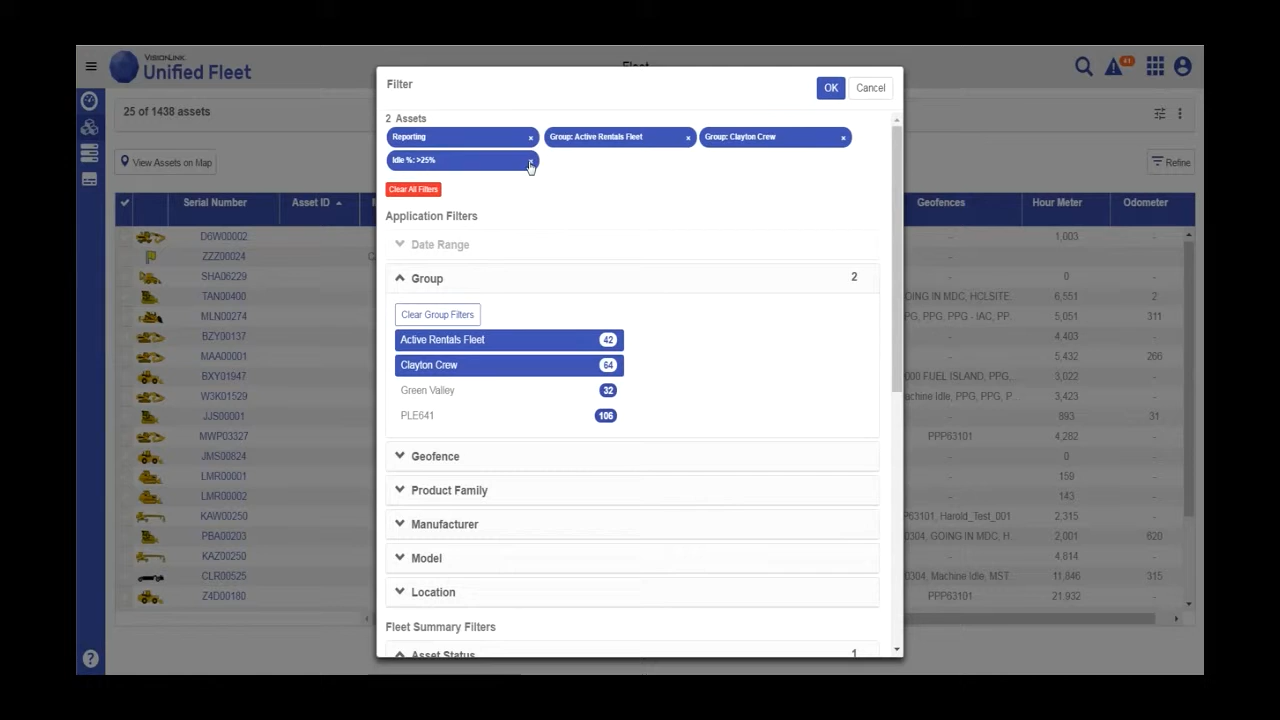 VISIONLINK
Unified Fleet
Fleet
41
25 of 1438 assets
View Assets on Map
Refine
Filter
OK
Cancel
2 Assets
Reporting ×
Group: Active Rentals Fleet ×
Group: Clayton Crew ×
Idle %: >25%
Clear All Filters
Application Filters
Date Range
Group 2
Clear Group Filters
Active Rentals Fleet 42
Clayton Crew 64
Green Valley 32
PLE641 106
Geofence
Product Family
Manufacturer
Model
Location
Fleet Summary Filters
Asset Status 1
Serial Number Asset ID Geofences Hour Meter Odometer
D6W00002 - 1,003 -
ZZZ00024 - -
SHA06229 - 0 -
TAN00400 GOING IN MDC, HCLSITE. 6,551 2
MLN00274 PG, PPG, PPG - IAC, PP 5,051 311
BZY00137 - 4,403 -
MAA00001 - 5,432 266
BXY01947 000 FUEL ISLAND, PPG, 3,022 -
W3K01529 achine Idle, PPG, PPG, P 3,423 -
JJS00001 - 893 31
MWP03327 PPP63101 4,282 -
JMS00824 - 0 -
LMR00001 - 159 -
LMR00002 - 143 -
KAW00250 P63101, Harold_Test_001 2,315 -
PBA00203 0304, GOING IN MDC, H. 2,001 620
KAZ00250 - 4,814 -
CLR00525 0304, Machine Idle, MST. 11,846 315
Z4D00180 PPP63101 21,932 -
?